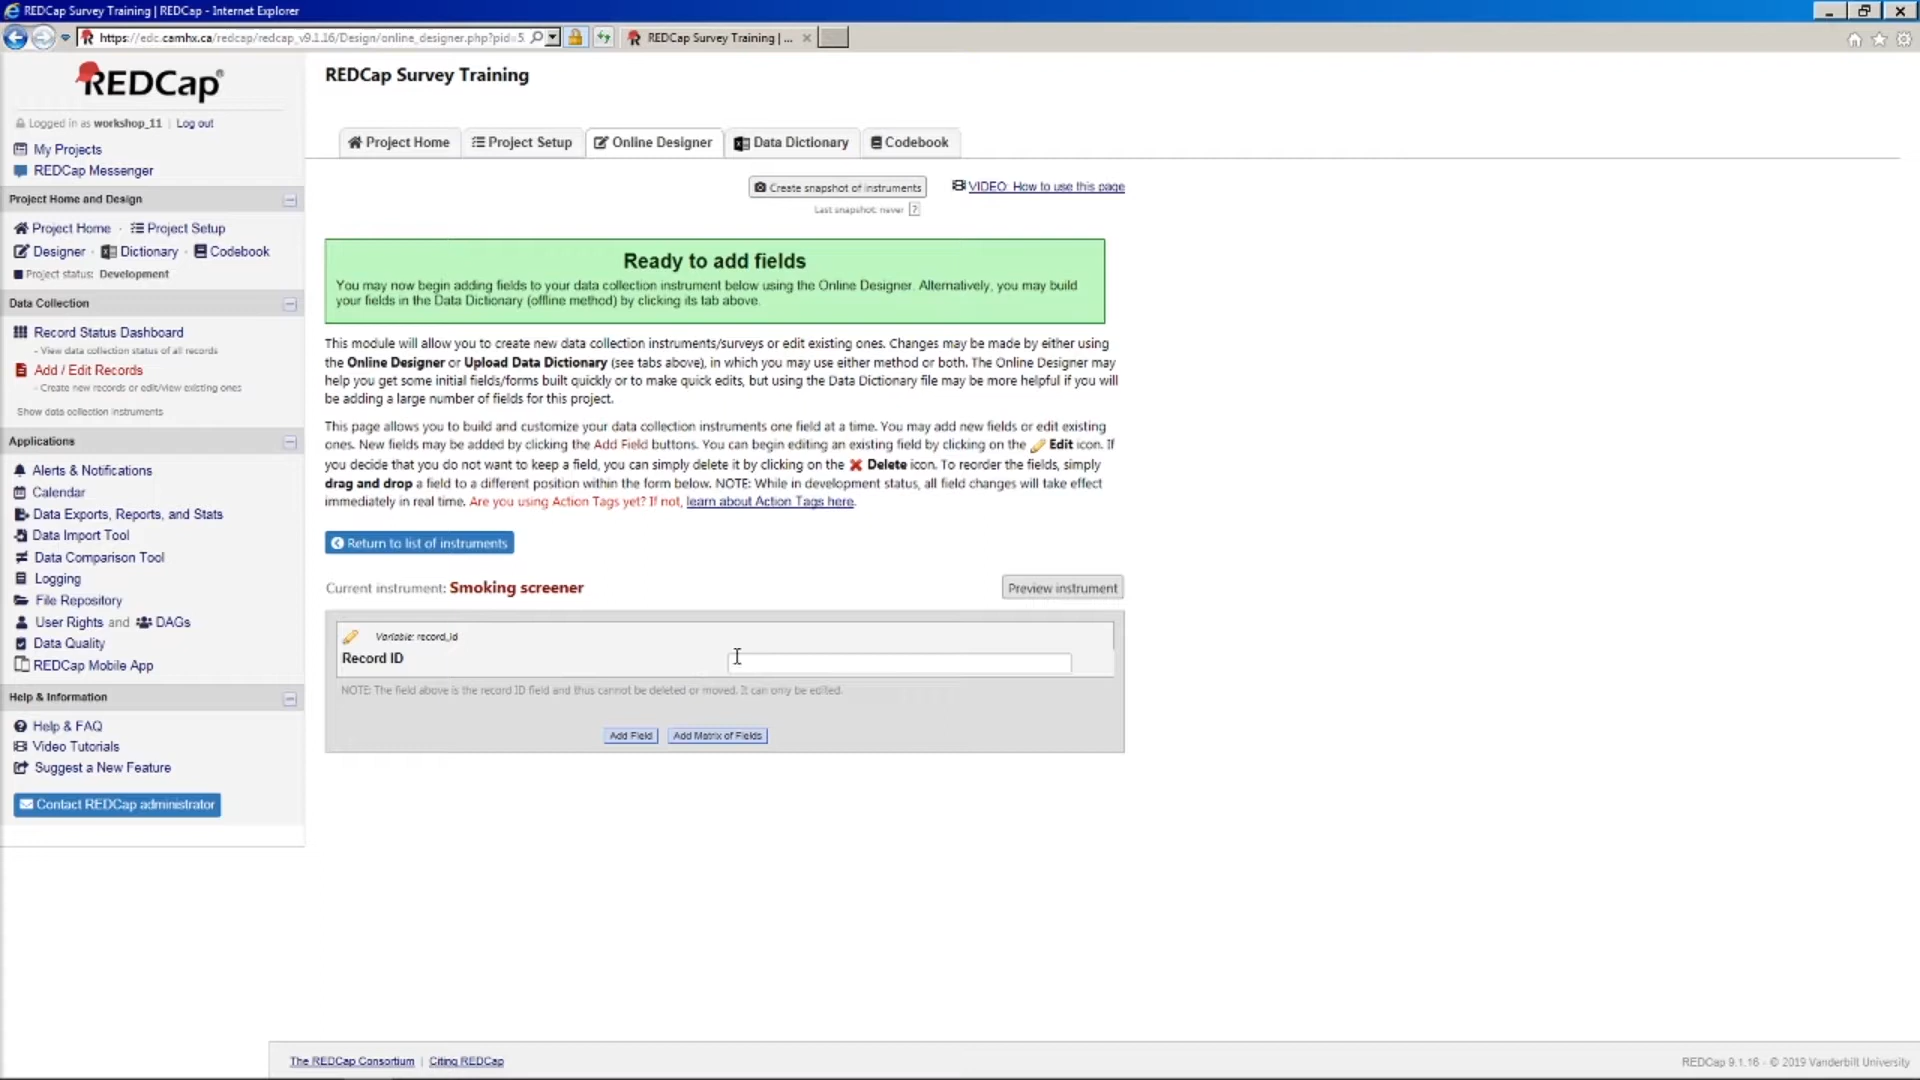 REDCap Survey Training | REDCap - Internet Explorer
https://edc.camhx.ca/redcap/redcap_v9.1.16/Design/online_designer.php?pid=5
REDCap Survey Training | ...
REDCap
Logged in as workshop_11 | Log out
My Projects
REDCap Messenger
Project Home and Design
Project Home · Project Setup
Designer · Dictionary · Codebook
Project status: Development
Data Collection
Record Status Dashboard
- View data collection status of all records
Add / Edit Records
- Create new records or edit/view existing ones
Show data collection instruments
Applications
Alerts & Notifications
Calendar
Data Exports, Reports, and Stats
Data Import Tool
Data Comparison Tool
Logging
File Repository
User Rights and DAGs
Data Quality
REDCap Mobile App
Help & Information
Help & FAQ
Video Tutorials
Suggest a New Feature
Contact REDCap administrator
REDCap Survey Training
Project Home Project Setup Online Designer Data Dictionary Codebook
Create snapshot of instruments VIDEO: How to use this page
Last snapshot: never ?
Ready to add fields
You may now begin adding fields to your data collection instrument below using the Online Designer. Alternatively, you may build
your fields in the Data Dictionary (offline method) by clicking its tab above.
This module will allow you to create new data collection instruments/surveys or edit existing ones. Changes may be made by either using
the Online Designer or Upload Data Dictionary (see tabs above), in which you may use either method or both. The Online Designer may
help you get some initial fields/forms built quickly or to make quick edits, but using the Data Dictionary file may be more helpful if you will
be adding a large number of fields for this project.
This page allows you to build and customize your data collection instruments one field at a time. You may add new fields or edit existing
ones. New fields may be added by clicking the Add Field buttons. You can begin editing an existing field by clicking on the Edit icon. If
you decide that you do not want to keep a field, you can simply delete it by clicking on the Delete icon. To reorder the fields, simply
drag and drop a field to a different position within the form below. NOTE: While in development status, all field changes will take effect
immediately in real time. Are you using Action Tags yet? If not, learn about Action Tags here.
Return to list of instruments
Current instrument: Smoking screener Preview instrument
Variable: record_id
Record ID
NOTE: The field above is the record ID field and thus cannot be deleted or moved. It can only be edited.
Add Field Add Matrix of Fields
The REDCap Consortium | Citing REDCap
REDCap 9.1.16 - © 2019 Vanderbilt University